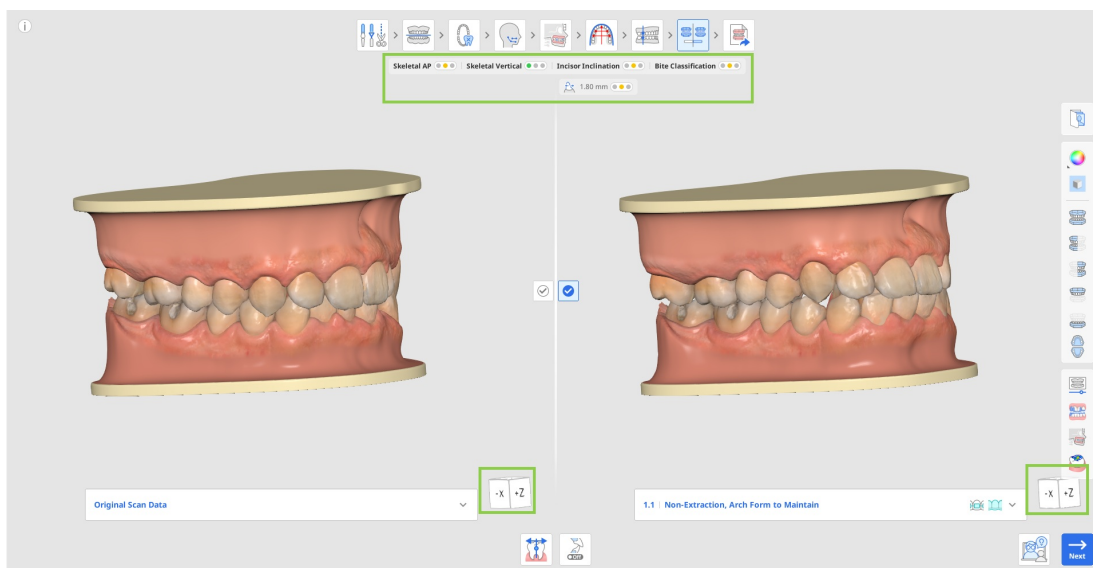 i
Skeletal AP Skeletal Vertical Incisor Inclination Bite Classification
1.80 mm
Original Scan Data
-X +Z
1.1 Non-Extraction, Arch Form to Maintain
-X +Z
Off
Next